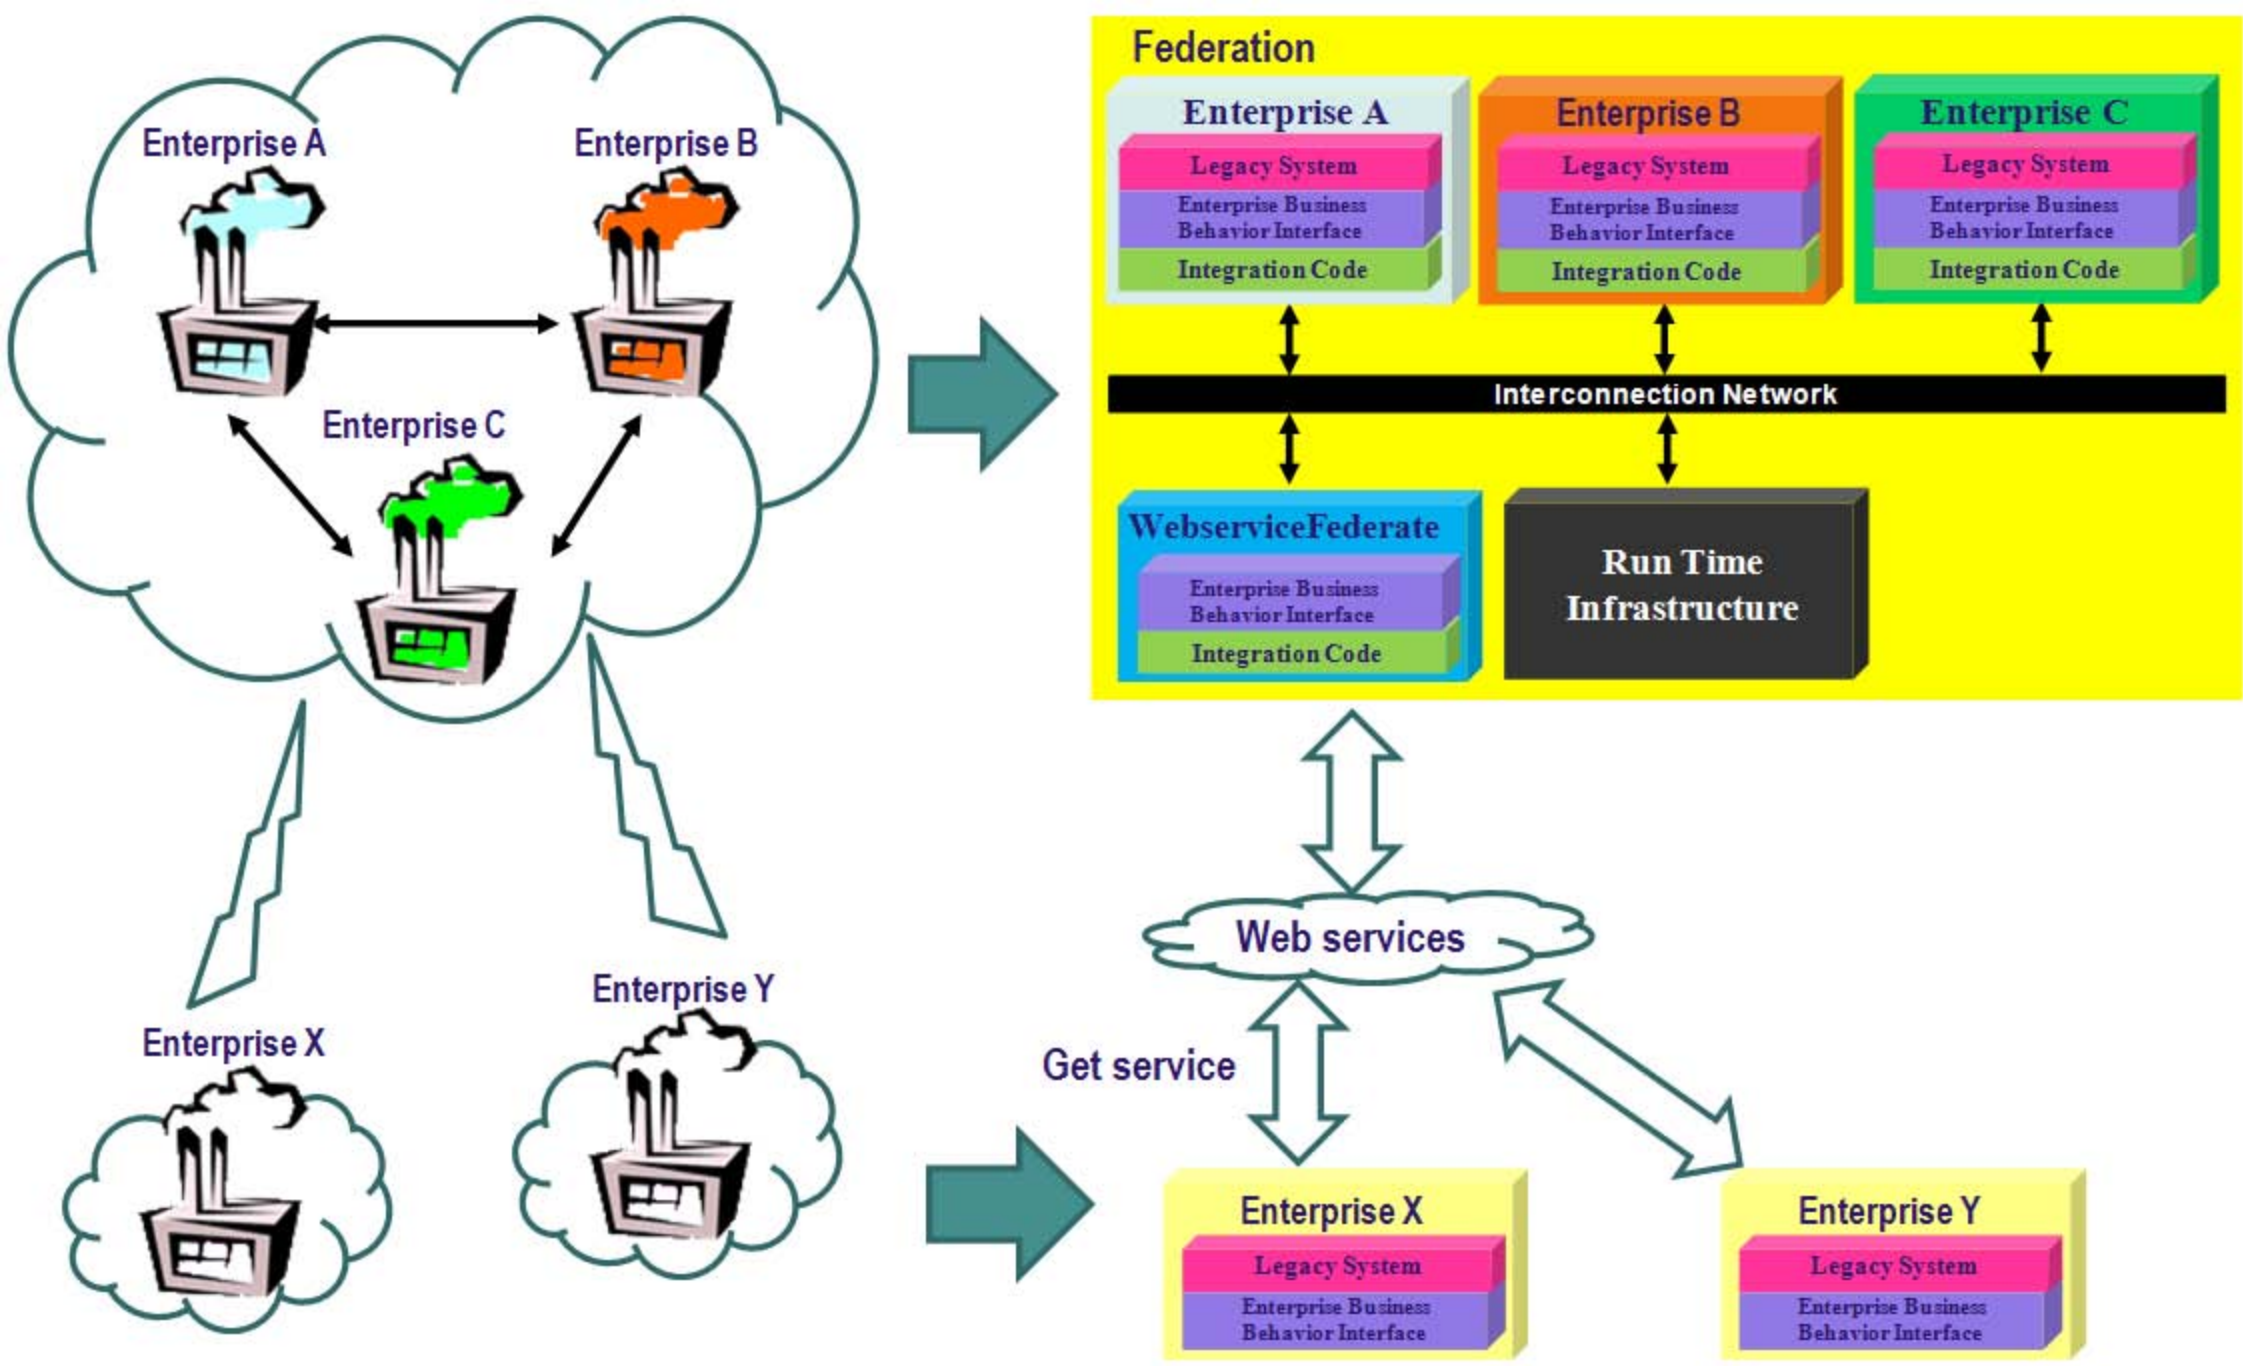 Enterprise A
Enterprise B
Enterprise C
Enterprise X
Enterprise Y
Federation
Enterprise A
Legacy System
Enterprise Business
Behavior Interface
Integration Code
Enterprise B
Legacy System
Enterprise Business
Behavior Interface
Integration Code
Enterprise C
Legacy System
Enterprise Business
Behavior Interface
Integration Code
Interconnection Network
WebserviceFederate
Enterprise Business
Behavior Interface
Integration Code
Run Time
Infrastructure
Web services
Get service
Enterprise X
Legacy System
Enterprise Business
Behavior Interface
Enterprise Y
Legacy System
Enterprise Business
Behavior Interface